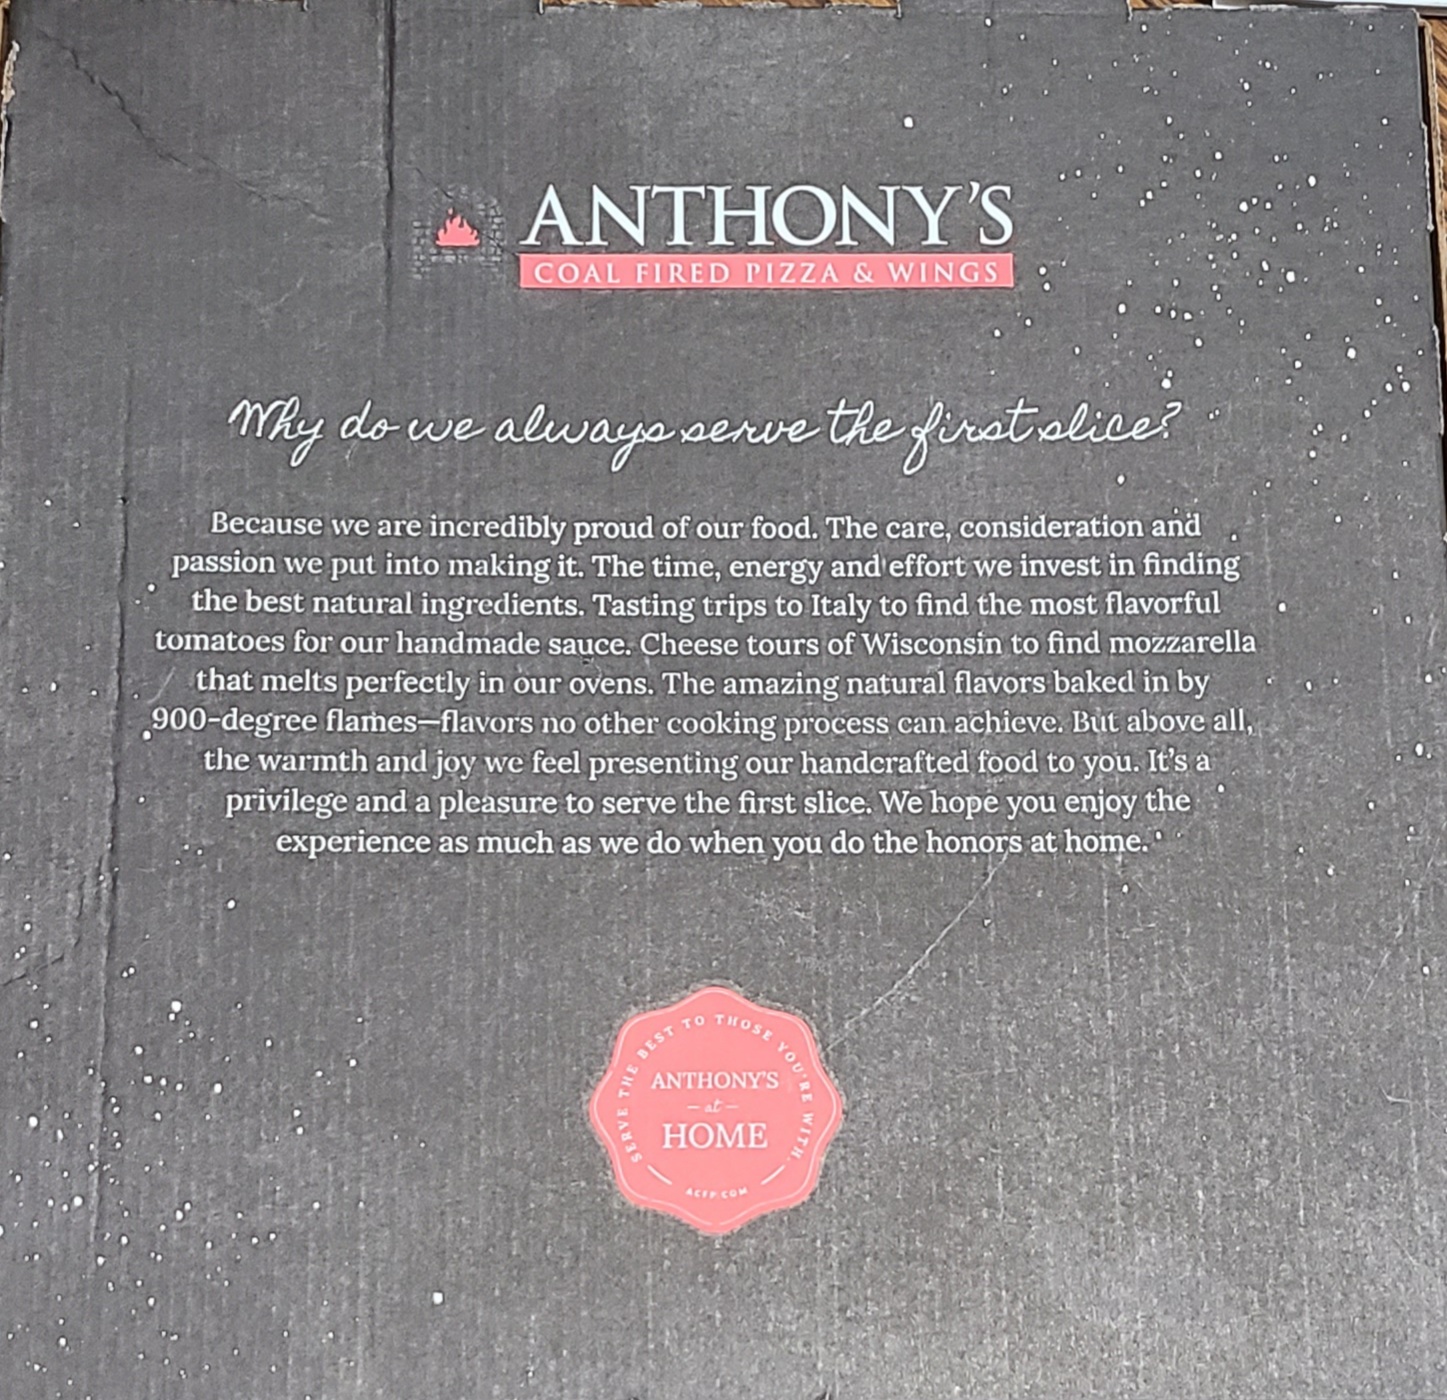 ANTHONY'S
COAL FIRED PIZZA & WINGS
Why do we always serve the first slice?
Because we are incredibly proud of our food. The care, consideration and
passion we put into making it. The time, energy and effort we invest in finding
the best natural ingredients. Tasting trips to Italy to find the most flavorful
tomatoes for our handmade sauce. Cheese tours of Wisconsin to find mozzarella
that melts perfectly in our ovens. The amazing natural flavors baked in by
900-degree flames—flavors no other cooking process can achieve. But above all,
the warmth and joy we feel presenting our handcrafted food to you. It's a
privilege and a pleasure to serve the first slice. We hope you enjoy the
experience as much as we do when you do the honors at home.
SERVE THE BEST TO THOSE YOU'RE WITH.
ANTHONY'S
— at —
HOME
ACFP.COM